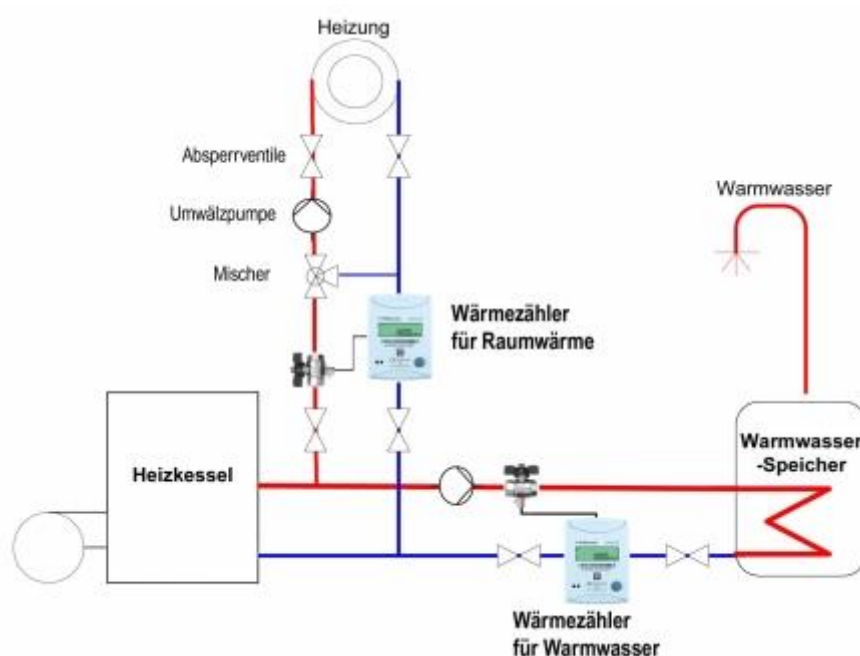 Heizung
Absperrventile
Umwälzpumpe
Mischer
Warmwasser
Wärmezähler
für Raumwärme
Heizkessel
Warmwasser
-Speicher
Wärmezähler
für Warmwasser